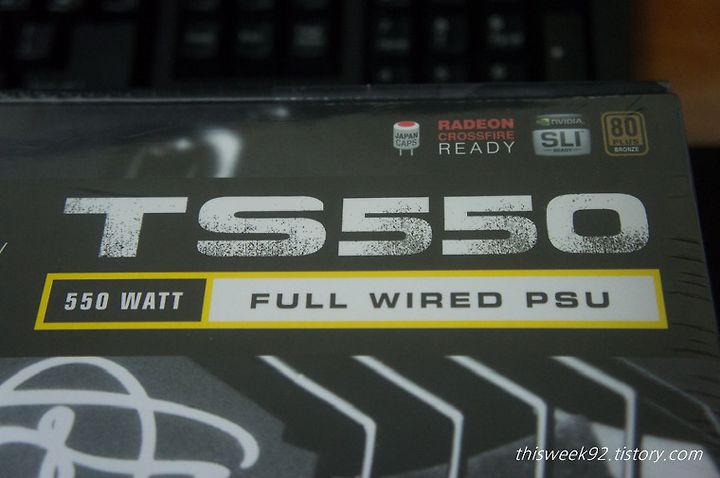 JAPAN
CAPS
RADEON
CROSSFIRE
READY
NVIDIA.
SLI
READY
80
PLUS
BRONZE
TS550
550 WATT
FULL WIRED PSU
thisweek92.tistory.com